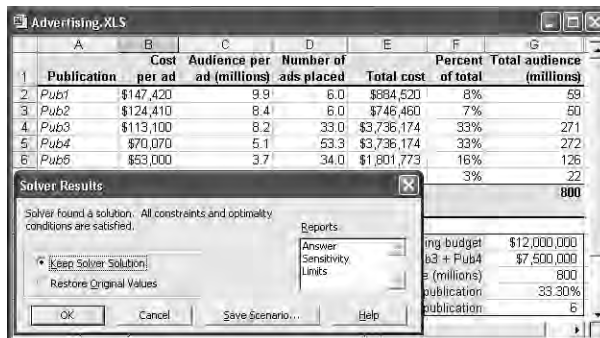 Advertising.XLS
A B C D E F G
Cost Audience per Number of Percent Total audience
1 Publication per ad ad (millions) ads placed Total cost of total (millions)
2 Pub1 $147,420 9.9 6.0 $884,520 8% 59
3 Pub2 $124,410 8.4 6.0 $746,460 7% 50
4 Pub3 $113,100 8.2 33.0 $3,736,174 33% 271
5 Pub4 $70,070 5.1 53.3 $3,736,174 33% 272
6 Pub5 $53,000 3.7 34.0 $1,801,773 16% 126
3% 22
800
Solver Results
Solver found a solution. All constraints and optimality
conditions are satisfied.
Reports
Answer
Sensitivity
Limits
Keep Solver Solution
Restore Original Values
OK Cancel Save Scenario... Help
ing budget $12,000,000
b3 + Pub4 $7,500,000
e (millions) 800
publication 33.30%
publication 6